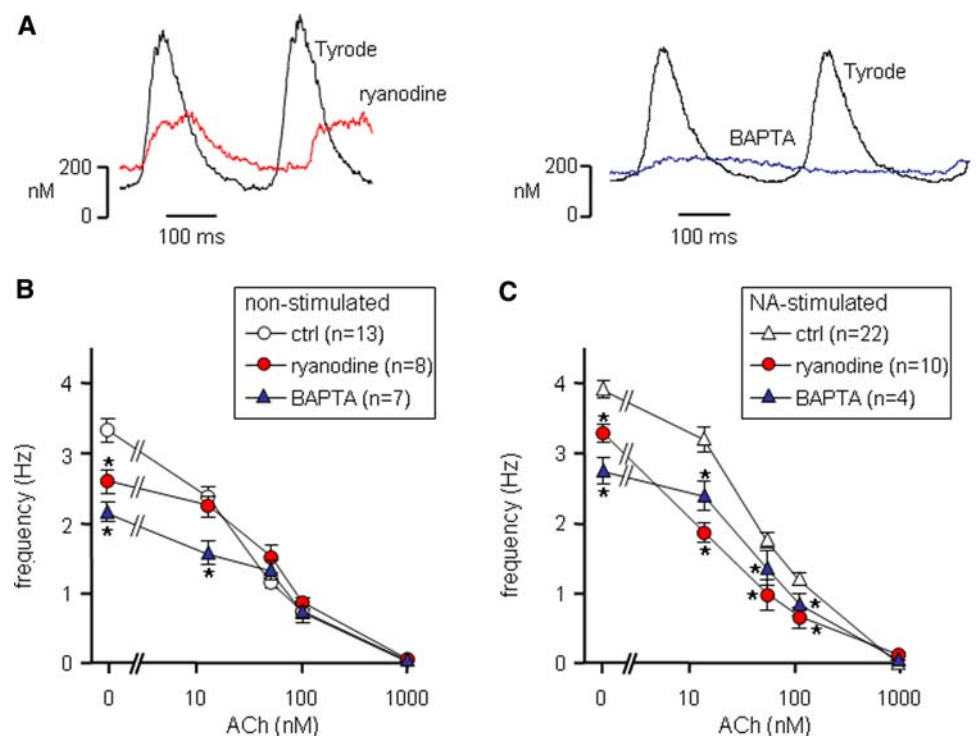 A
Tyrode
ryanodine
200
nM
0
100 ms
Tyrode
BAPTA
200
nM
0
100 ms
B
non-stimulated
ctrl (n=13)
ryanodine (n=8)
BAPTA (n=7)
frequency (Hz)
4
3
2
1
0
* * *
0 10 100 1000
ACh (nM)
C
NA-stimulated
ctrl (n=22)
ryanodine (n=10)
BAPTA (n=4)
frequency (Hz)
4
3
2
1
0
* * * * * * * *
0 10 100 1000
ACh (nM)